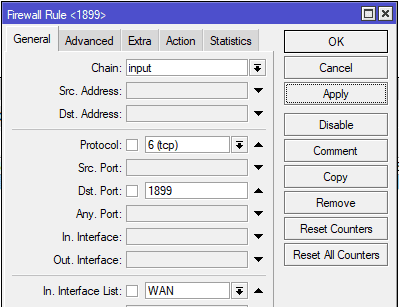 Firewall Rule <1899>
General Advanced Extra Action Statistics
Chain: input
Src. Address:
Dst. Address:
Protocol: 6 (tcp)
Src. Port:
Dst. Port: 1899
Any. Port:
In. Interface:
Out. Interface:
In. Interface List: WAN
OK
Cancel
Apply
Disable
Comment
Copy
Remove
Reset Counters
Reset All Counters